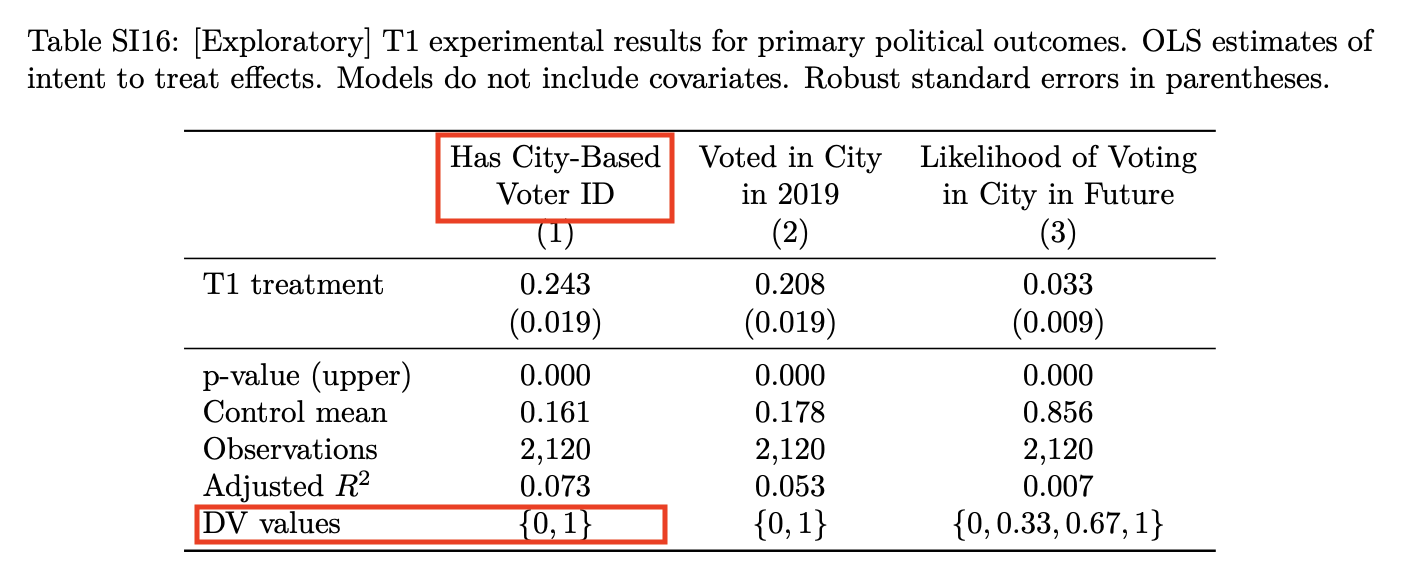 Table SI16: [Exploratory] T1 experimental results for primary political outcomes. OLS estimates of
intent to treat effects. Models do not include covariates. Robust standard errors in parentheses.
Has City-Based Voted in City Likelihood of Voting
Voter ID in 2019 in City in Future
(1) (2) (3)
T1 treatment 0.243 0.208 0.033
(0.019) (0.019) (0.009)
p-value (upper) 0.000 0.000 0.000
Control mean 0.161 0.178 0.856
Observations 2,120 2,120 2,120
Adjusted R² 0.073 0.053 0.007
DV values {0, 1} {0, 1} {0, 0.33, 0.67, 1}